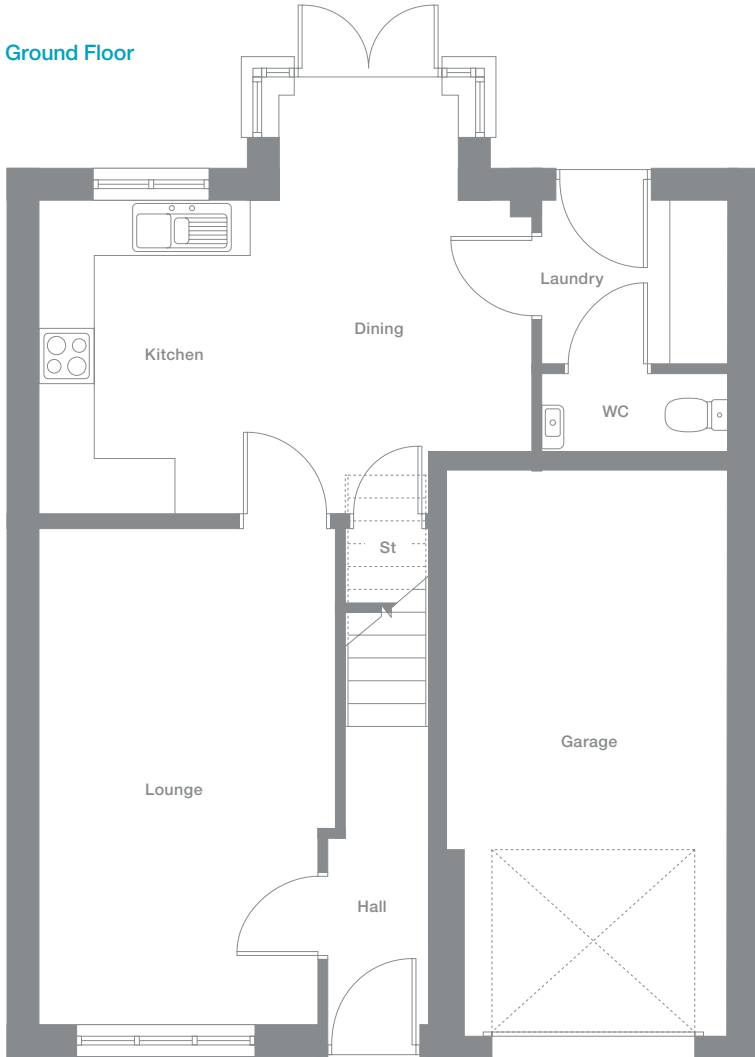 Ground Floor
Laundry
Dining
Kitchen
WC
St
Garage
Lounge
Hall